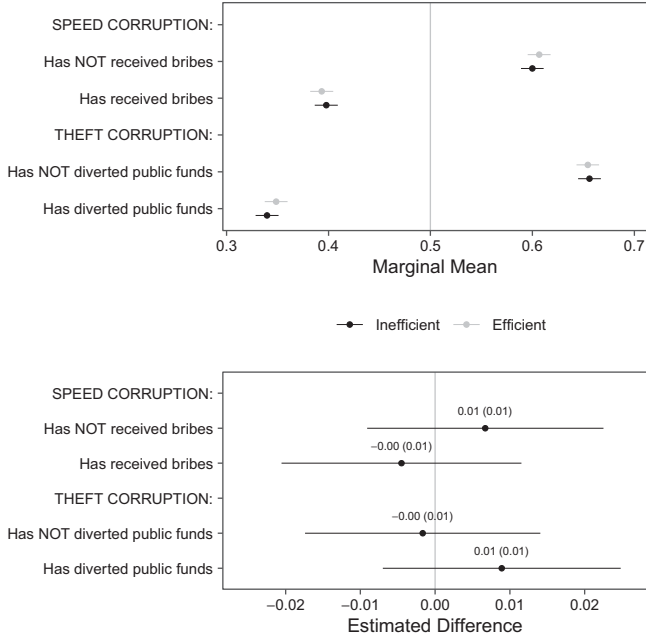 SPEED CORRUPTION:
Has NOT received bribes
Has received bribes
THEFT CORRUPTION:
Has NOT diverted public funds
Has diverted public funds
0.3 0.4 0.5 0.6 0.7
Marginal Mean
Inefficient Efficient
SPEED CORRUPTION:
0.01 (0.01)
Has NOT received bribes
−0.00 (0.01)
Has received bribes
THEFT CORRUPTION:
−0.00 (0.01)
Has NOT diverted public funds
0.01 (0.01)
Has diverted public funds
−0.02 −0.01 0.00 0.01 0.02
Estimated Difference